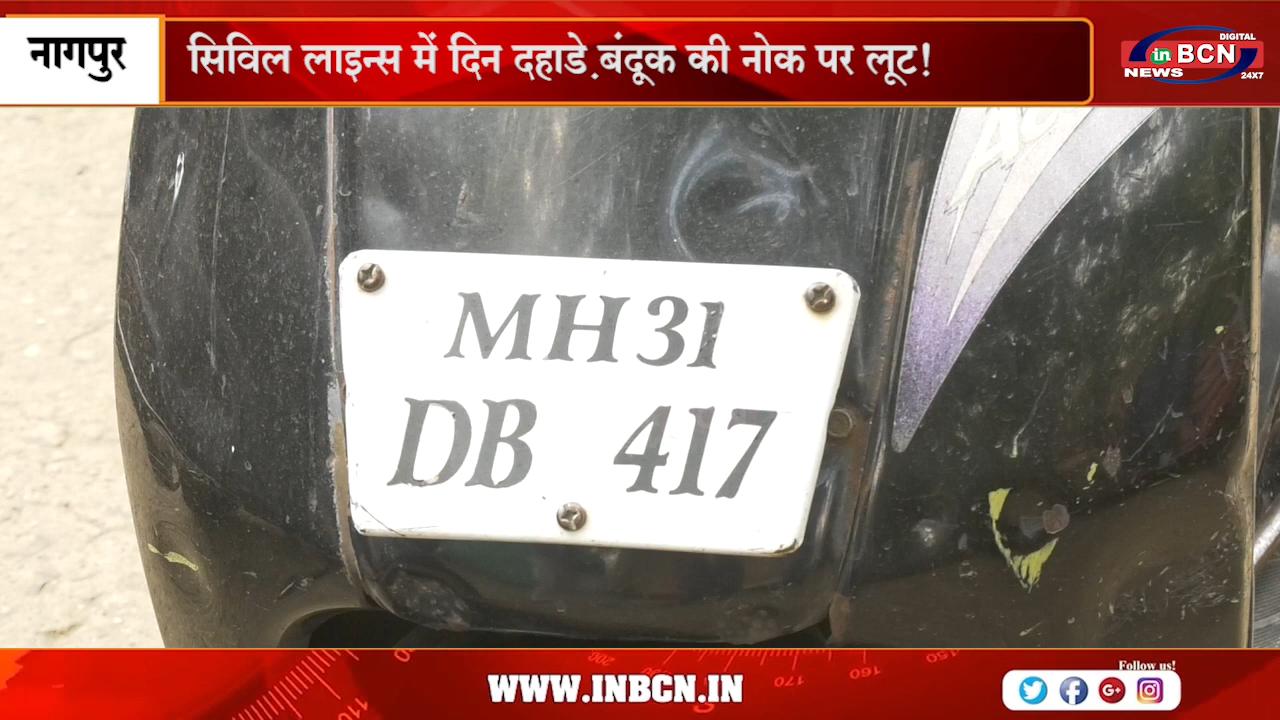 नागपुर
सिविल लाइन्स में दिन दहाडे बंदूक की नोक पर लूट!
DIGITAL
in BCN
NEWS 24X7
MH31
DB 417
WWW.INBCN.IN
Follow us!